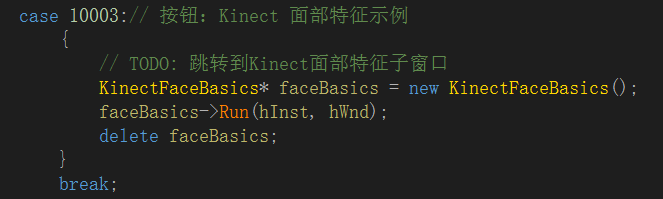 case 10003:// 按钮：Kinect 面部特征示例
{
// TODO: 跳转到Kinect面部特征子窗口
KinectFaceBasics* faceBasics = new KinectFaceBasics();
faceBasics->Run(hInst, hWnd);
delete faceBasics;
}
break;